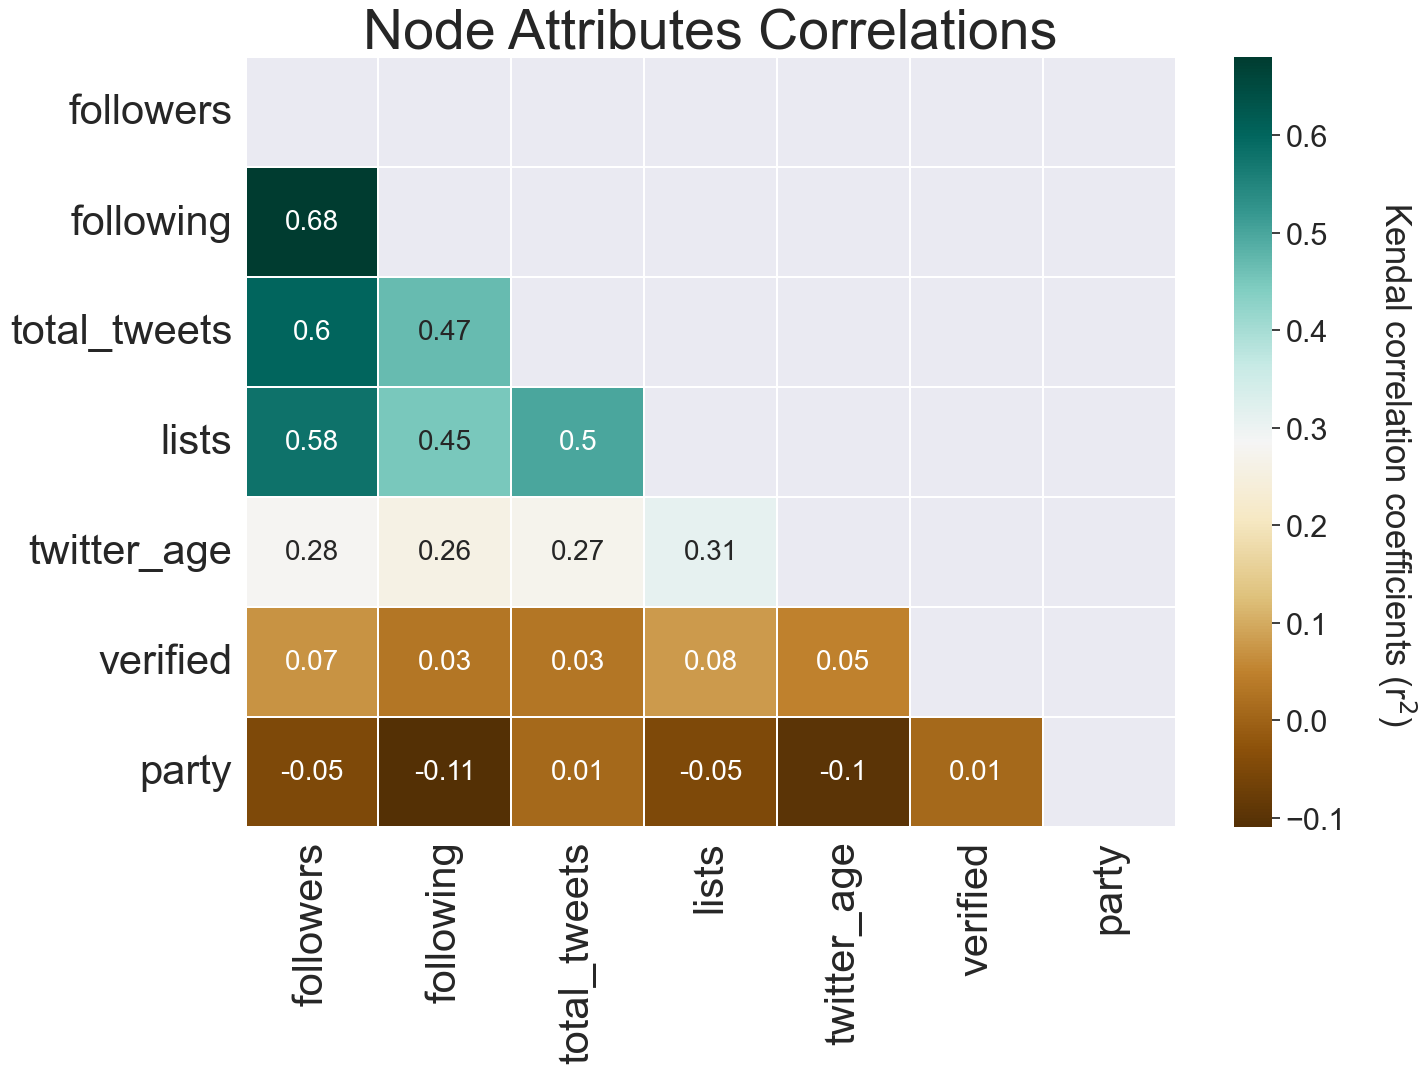 Node Attributes Correlations
followers
following 0.68
total_tweets 0.6 0.47
lists 0.58 0.45 0.5
twitter_age 0.28 0.26 0.27 0.31
verified 0.07 0.03 0.03 0.08 0.05
party -0.05 -0.11 0.01 -0.05 -0.1 0.01
followers
following
total_tweets
lists
twitter_age
verified
party
0.6
0.5
0.4
0.3
0.2
0.1
0.0
−0.1
Kendal correlation coefficients (r²)